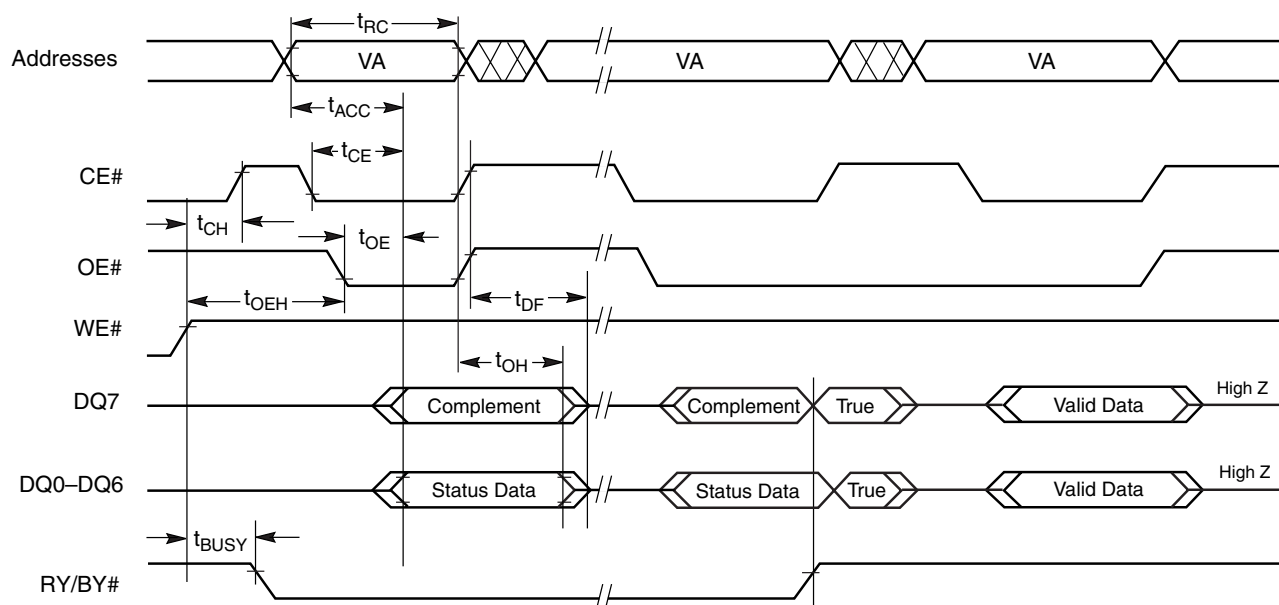 tRC
Addresses VA VA VA
tACC
tCE
CE#
tCH tOE
OE#
tOEH tDF
WE#
tOH
DQ7 Complement Complement True Valid Data High Z
DQ0–DQ6 Status Data Status Data True Valid Data High Z
tBUSY
RY/BY#